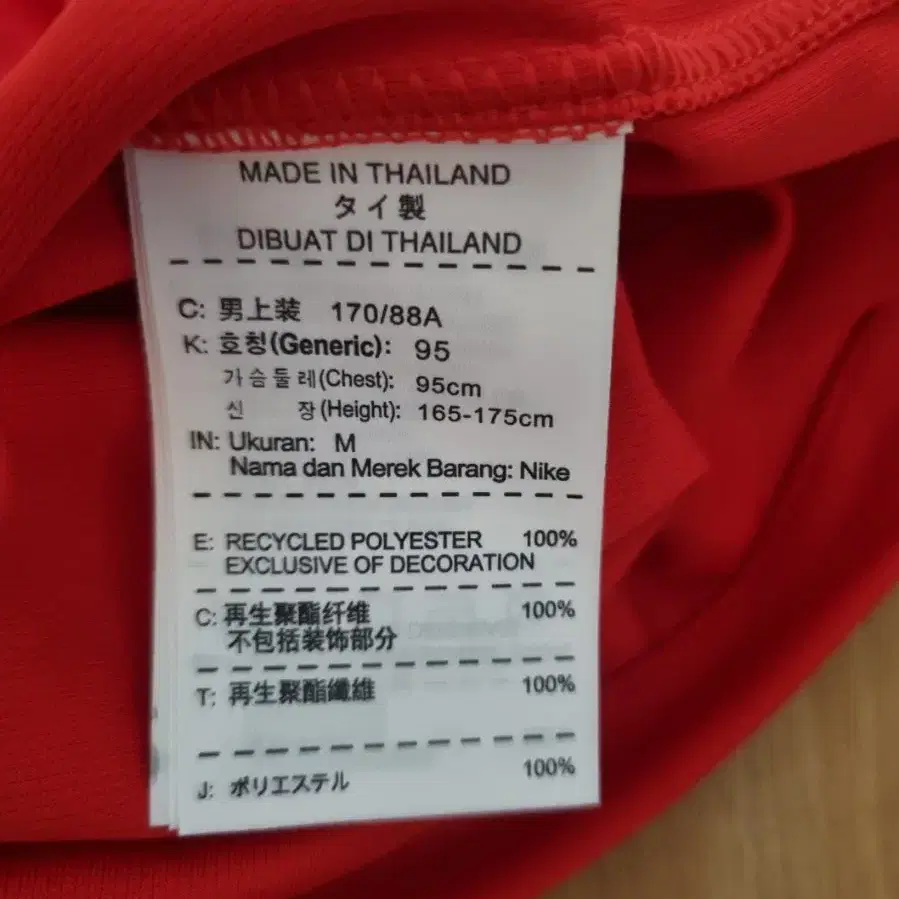 MADE IN THAILAND
タイ製
DIBUAT DI THAILAND
C: 男上装 170/88A
K: 호칭(Generic): 95
가슴둘레(Chest): 95cm
신 장(Height): 165-175cm
IN: Ukuran: M
Nama dan Merek Barang: Nike
E: RECYCLED POLYESTER 100%
EXCLUSIVE OF DECORATION
C: 再生聚酯纤维 100%
不包括装饰部分
T: 再生聚酯纖維 100%
J: ポリエステル 100%